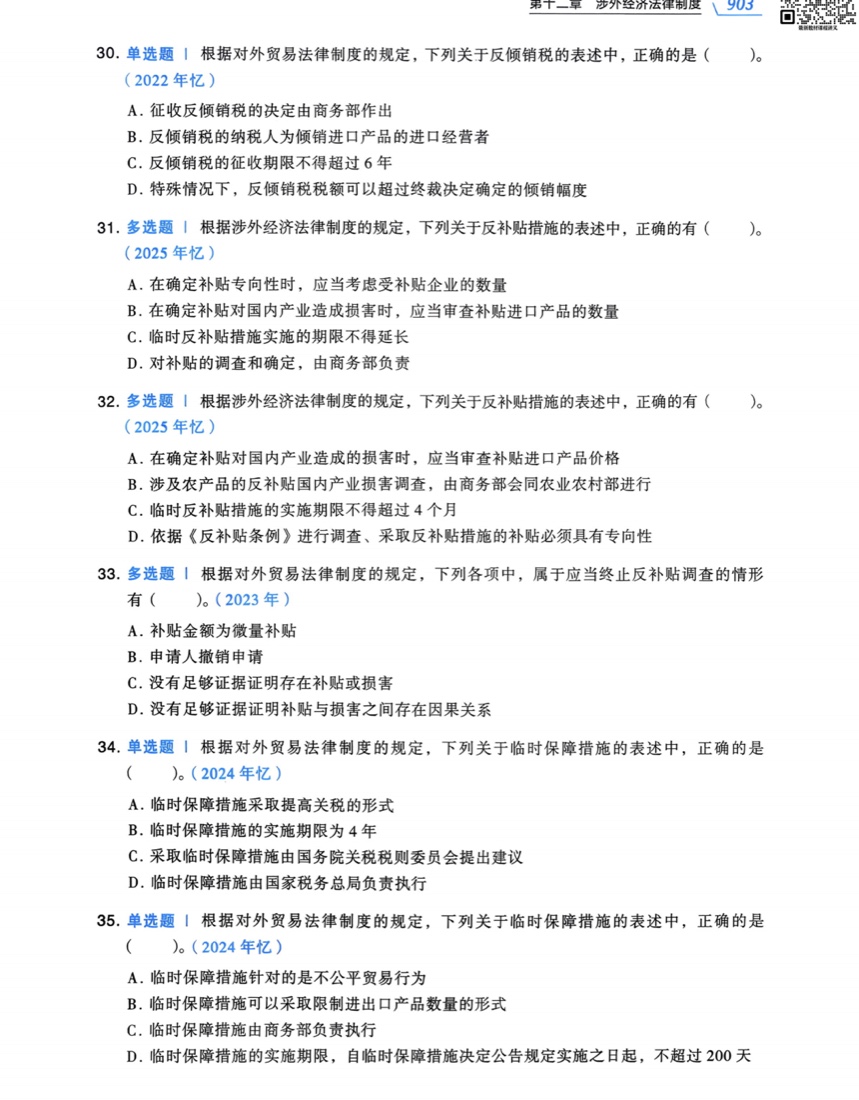 第十二章 涉外经济法律制度 903
30. 单选题 | 根据对外贸易法律制度的规定，下列关于反倾销税的表述中，正确的是（ ）。
（2022 年忆）
A. 征收反倾销税的决定由商务部作出
B. 反倾销税的纳税人为倾销进口产品的进口经营者
C. 反倾销税的征收期限不得超过 6 年
D. 特殊情况下，反倾销税税额可以超过终裁决定确定的倾销幅度
31. 多选题 | 根据涉外经济法律制度的规定，下列关于反补贴措施的表述中，正确的有（ ）。
（2025 年忆）
A. 在确定补贴专向性时，应当考虑受补贴企业的数量
B. 在确定补贴对国内产业造成损害时，应当审查补贴进口产品的数量
C. 临时反补贴措施实施的期限不得延长
D. 对补贴的调查和确定，由商务部负责
32. 多选题 | 根据涉外经济法律制度的规定，下列关于反补贴措施的表述中，正确的有（ ）。
（2025 年忆）
A. 在确定补贴对国内产业造成的损害时，应当审查补贴进口产品价格
B. 涉及农产品的反补贴国内产业损害调查，由商务部会同农业农村部进行
C. 临时反补贴措施的实施期限不得超过 4 个月
D. 依据《反补贴条例》进行调查、采取反补贴措施的补贴必须具有专向性
33. 多选题 | 根据对外贸易法律制度的规定，下列各项中，属于应当终止反补贴调查的情形
有（ ）。（2023 年）
A. 补贴金额为微量补贴
B. 申请人撤销申请
C. 没有足够证据证明存在补贴或损害
D. 没有足够证据证明补贴与损害之间存在因果关系
34. 单选题 | 根据对外贸易法律制度的规定，下列关于临时保障措施的表述中，正确的是
（ ）。（2024 年忆）
A. 临时保障措施采取提高关税的形式
B. 临时保障措施的实施期限为 4 年
C. 采取临时保障措施由国务院关税税则委员会提出建议
D. 临时保障措施由国家税务总局负责执行
35. 单选题 | 根据对外贸易法律制度的规定，下列关于临时保障措施的表述中，正确的是
（ ）。（2024 年忆）
A. 临时保障措施针对的是不公平贸易行为
B. 临时保障措施可以采取限制进出口产品数量的形式
C. 临时保障措施由商务部负责执行
D. 临时保障措施的实施期限，自临时保障措施决定公告规定实施之日起，不超过 200 天